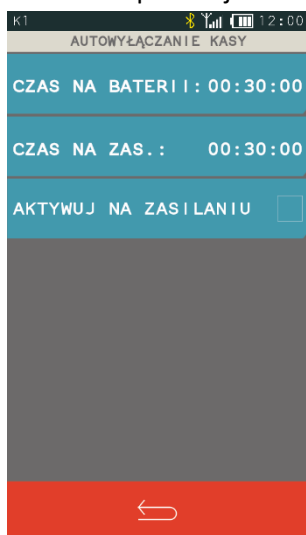 K1 12:00
AUTOWYŁĄCZANIE KASY
CZAS NA BATERII: 00:30:00
CZAS NA ZAS.: 00:30:00
AKTYWUJ NA ZASILANIU